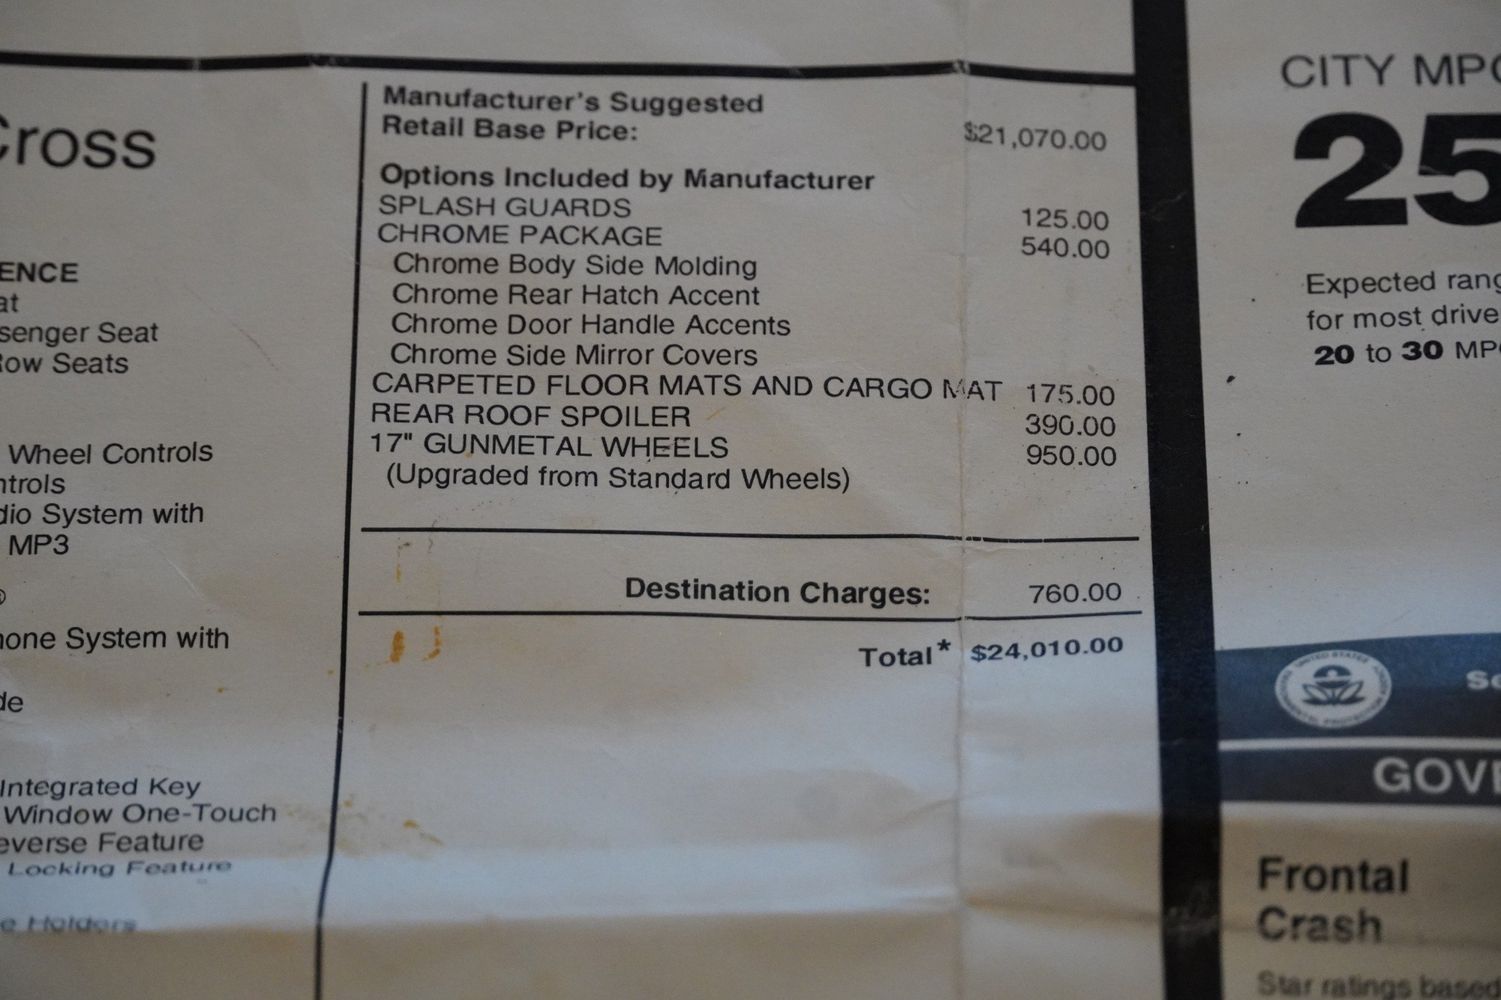 Cross
ENCE
at
senger Seat
Row Seats
Wheel Controls
ntrols
dio System with
MP3
®
hone System with
de
Integrated Key
Window One-Touch
everse Feature
Locking Feature
e Holders
Manufacturer's Suggested
Retail Base Price: $21,070.00
Options Included by Manufacturer
SPLASH GUARDS 125.00
CHROME PACKAGE 540.00
Chrome Body Side Molding
Chrome Rear Hatch Accent
Chrome Door Handle Accents
Chrome Side Mirror Covers
CARPETED FLOOR MATS AND CARGO MAT 175.00
REAR ROOF SPOILER 390.00
17" GUNMETAL WHEELS 950.00
(Upgraded from Standard Wheels)
Destination Charges: 760.00
Total* $24,010.00
CITY MPG
25
Expected rang
for most drive
20 to 30 MPG
UNITED STATES
GOVE
Frontal
Crash
Star ratings based